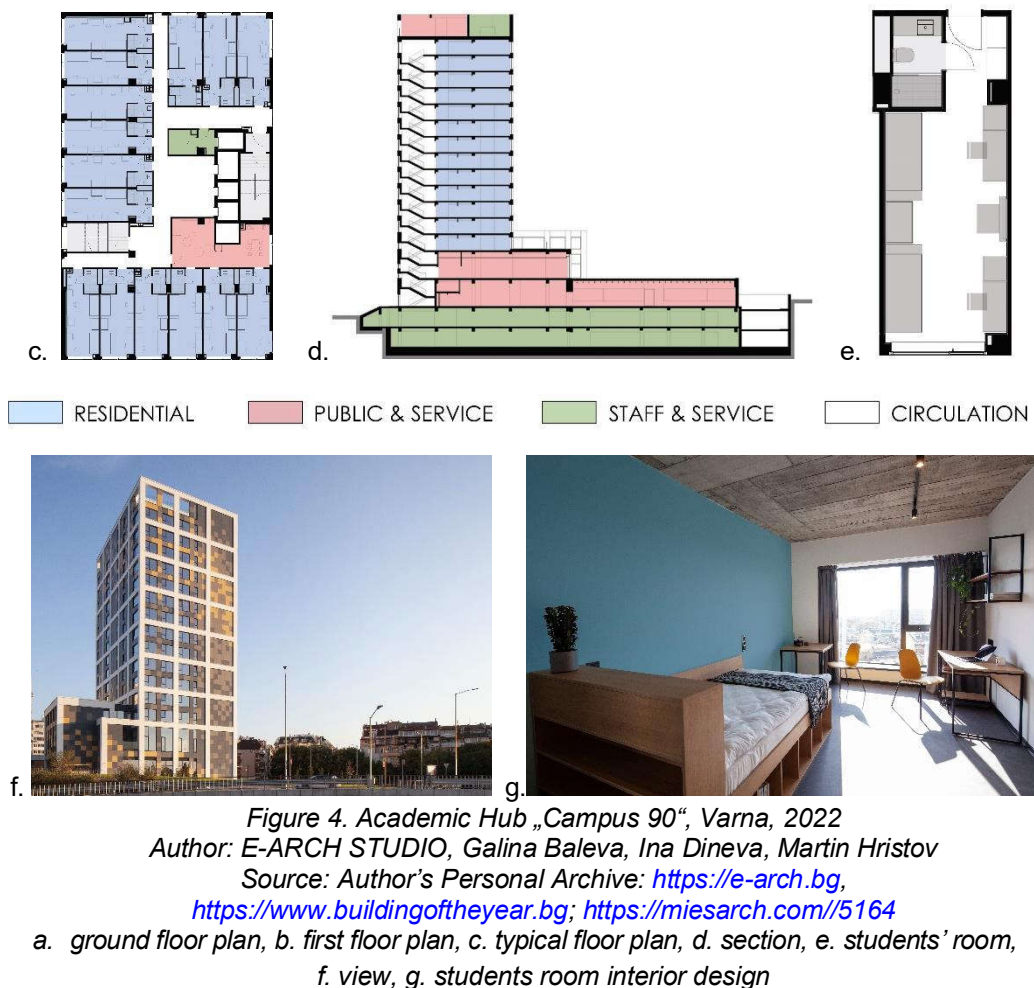 c.
d.
e.
RESIDENTIAL
PUBLIC & SERVICE
STAFF & SERVICE
CIRCULATION
f.
g.
Figure 4. Academic Hub „Campus 90“, Varna, 2022
Author: E-ARCH STUDIO, Galina Baleva, Ina Dineva, Martin Hristov
Source: Author’s Personal Archive: https://e-arch.bg,
https://www.buildingoftheyear.bg; https://miesarch.com//5164
a. ground floor plan, b. first floor plan, c. typical floor plan, d. section, e. students’ room,
f. view, g. students room interior design